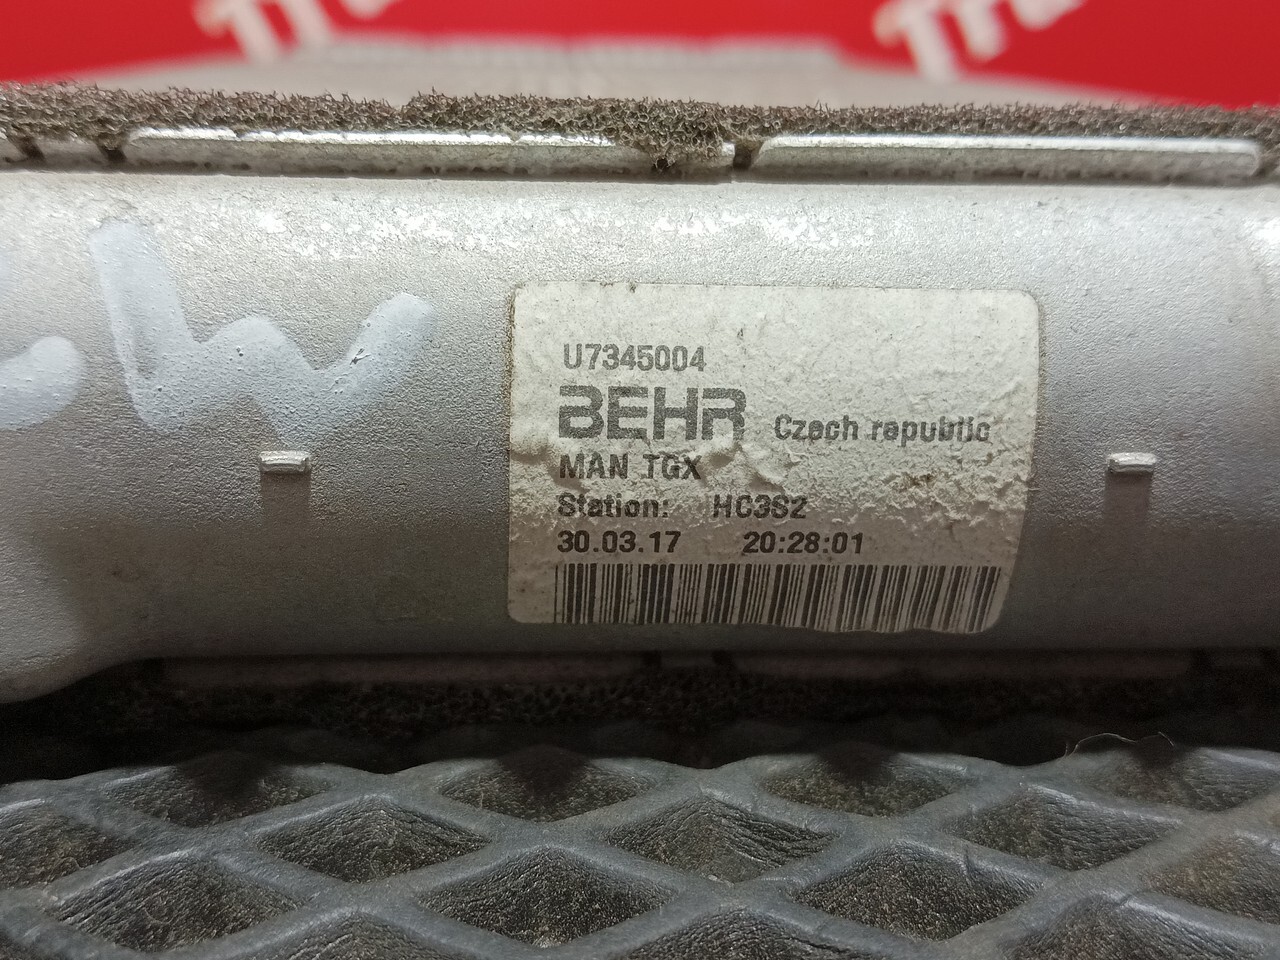 U7345004
BEHR Czech republic
MAN TGX
Station: HC3S2
30.03.17 20:28:01